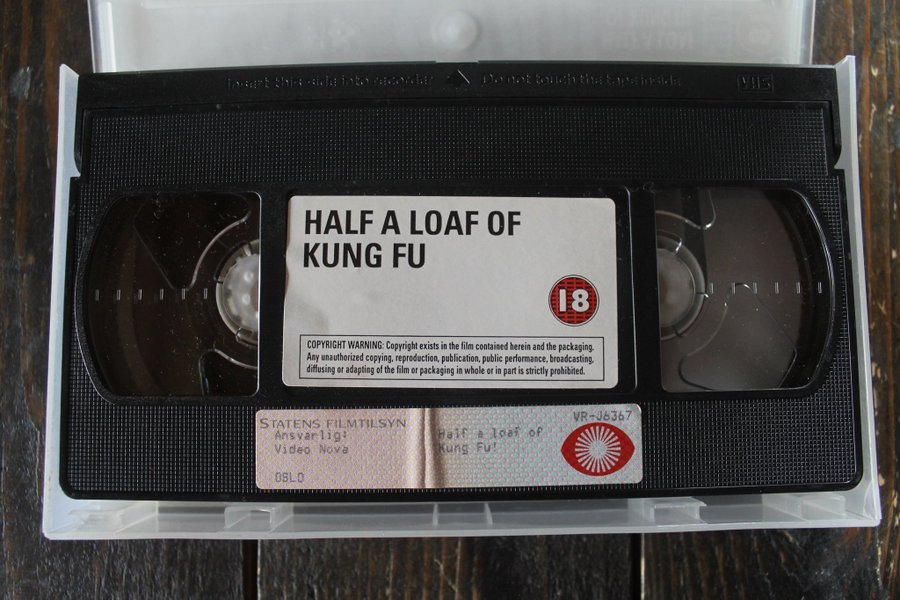 Insert this side into recorder Do not touch the tape inside VHS
HALF A LOAF OF
KUNG FU
18
COPYRIGHT WARNING: Copyright exists in the film contained herein and the packaging.
Any unauthorized copying, reproduction, publication, public performance, broadcasting,
diffusing or adapting of the film or packaging in whole or in part is strictly prohibited.
STATENS FILMTILSYN
VR-J6367
Ansvarlig:
Video Nova
OSLO
Half a loaf of
Kung Fu!